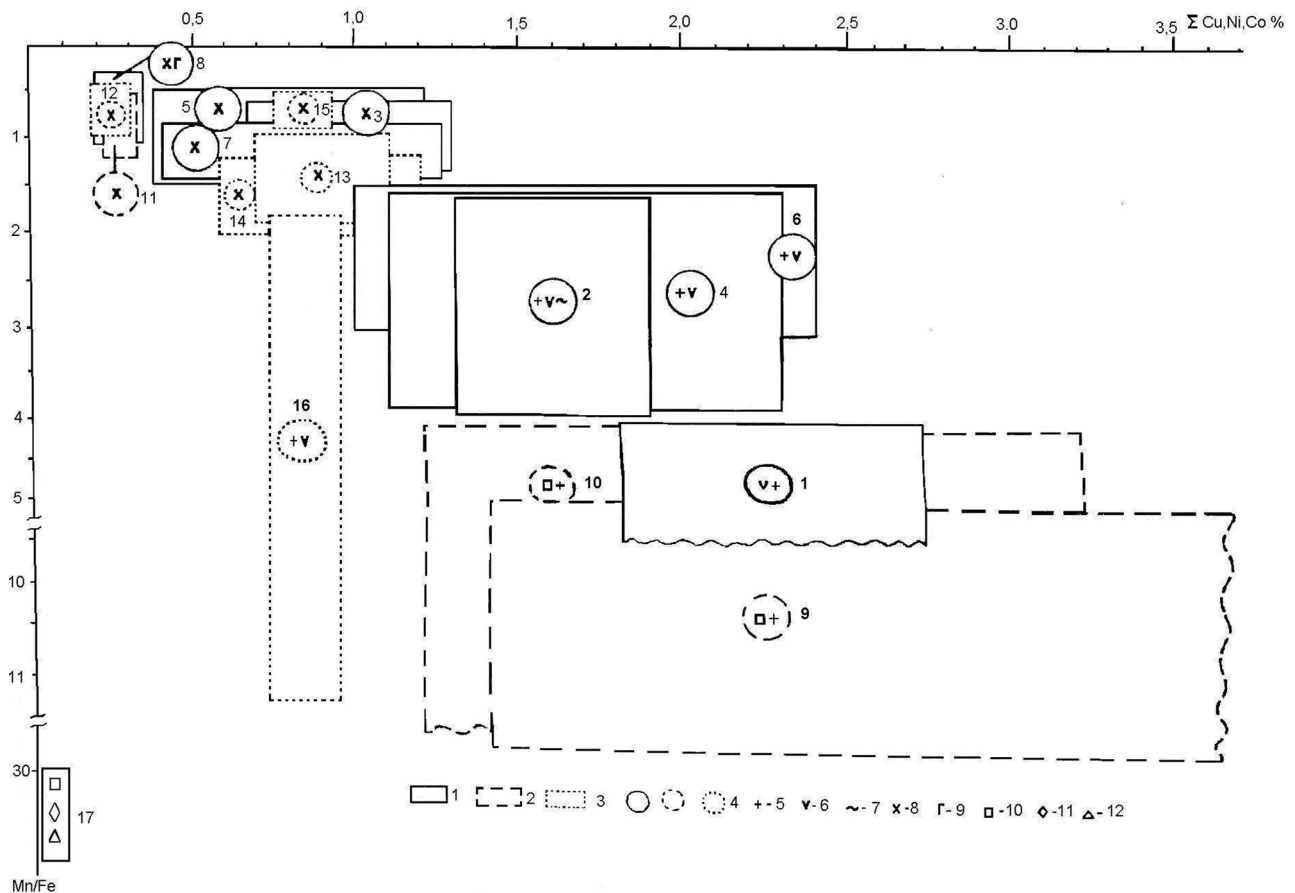 0,5 1,0 1,5 2,0 2,5 3.0 3,5 Σ Cu,Ni,Co %
xг 8
12
x
5 x
x 15
x 3
1
x 7
x 13
x 11
x
14
2
6
+v
+v~ 2
+v 4
3
4
16
+v
□+ 10
v+ 1
5
10
□+ 9
11
30
□
◇ 17
△
1 2 3 4 +-5 v-6 ~-7 x-8 г-9 □-10 ◇-11 △-12
Mn/Fe